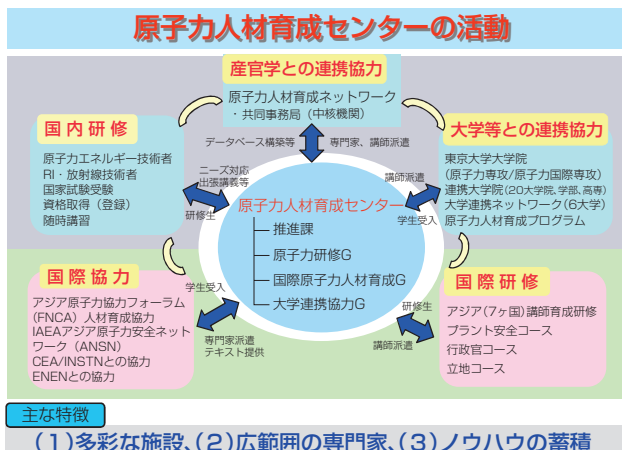 原子力人材育成センターの活動
産官学との連携協力
原子力人材育成ネットワーク
・共同事務局（中核機関）
国内研修
原子力エネルギー技術者
RI・放射線技術者
国家試験受験
資格取得（登録）
随時講習
大学等との連携協力
東京大学大学院
(原子力専攻/原子力国際専攻)
連携大学院(20大学院、学部、高専)
大学連携ネットワーク(6大学)
原子力人材育成プログラム
データベース構築等
専門家、講師派遣
ニーズ対応
出張講義等
研修生
講師派遣
学生受入
原子力人材育成センター
推進課
原子力研修G
国際原子力人材育成G
大学連携協力G
国際協力
アジア原子力協力フォーラム
(FNCA）人材育成協力
IAEAアジア原子力安全ネット
ワーク（ANSN）
CEA/INSTNとの協力
ENENとの協力
学生受入
専門家派遣
テキスト提供
研修生
講師派遣
国際研修
アジア(7ヶ国)講師育成研修
プラント安全コース
行政官コース
立地コース
主な特徴
(1)多彩な施設、(2)広範囲の専門家、(3)ノウハウの蓄積